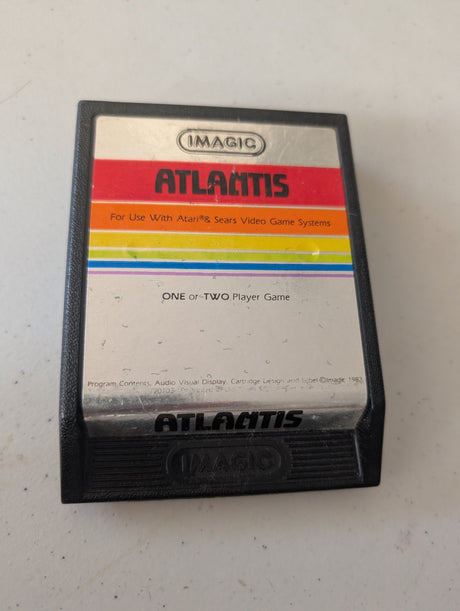 IMAGIC
ATLANTIS
For Use With Atari® & Sears Video Game Systems
ONE or TWO Player Game
Program Contents, Audio Visual Display, Cartridge Design and label ©Imagic 1982
ATLANTIS
IMAGIC